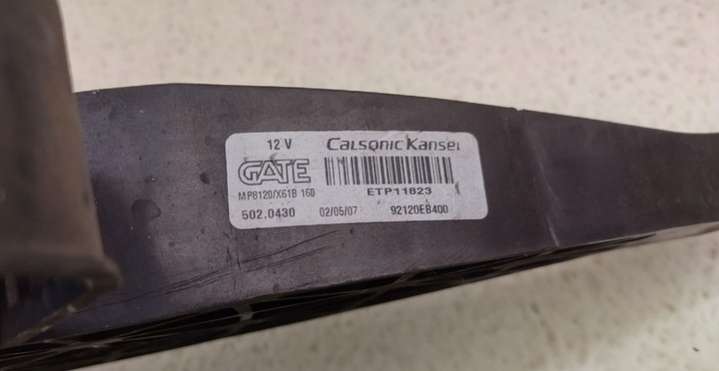 12 V Calsonic Kansei
GATE
MP8120/X61B 160 ETP11823
502.0430 02/05/07 92120EB400